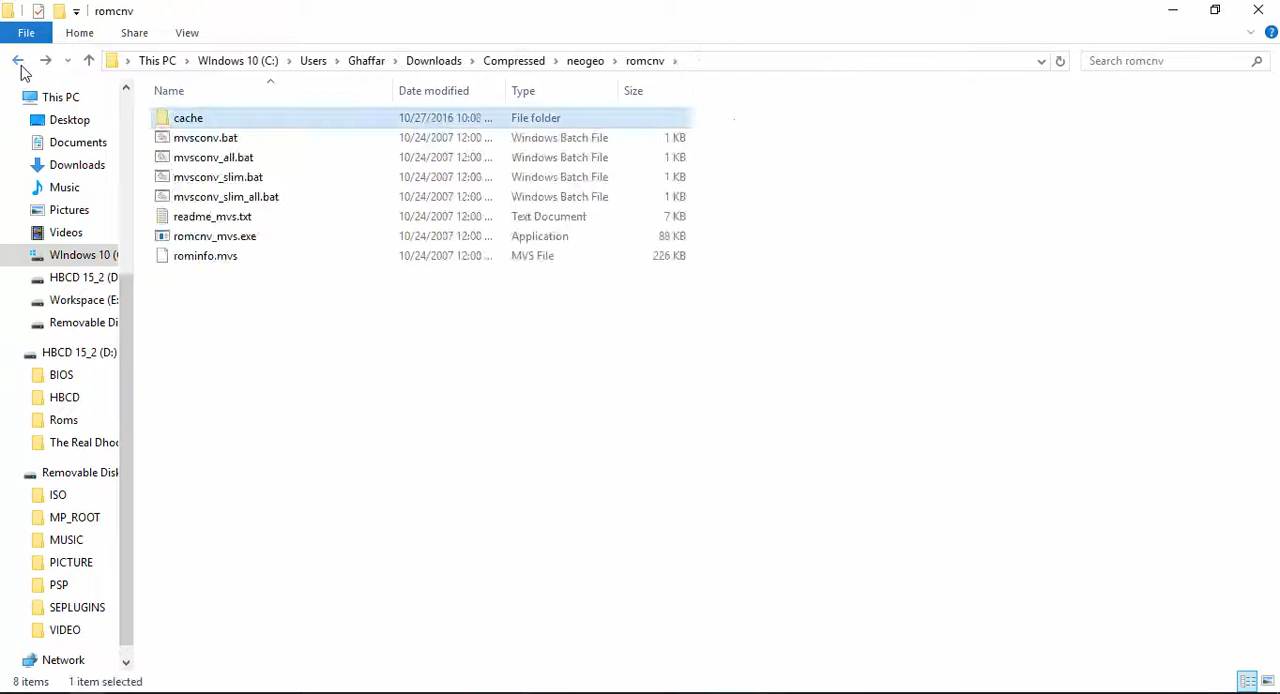 romcnv
File Home Share View
This PC > WIndows 10 (C:) > Users > Ghaffar > Downloads > Compressed > neogeo > romcnv >
Search romcnv
Name Date modified Type Size
cache 10/27/2016 10:08 ... File folder
mvsconv.bat 10/24/2007 12:00 ... Windows Batch File 1 KB
mvsconv_all.bat 10/24/2007 12:00 ... Windows Batch File 1 KB
mvsconv_slim.bat 10/24/2007 12:00 ... Windows Batch File 1 KB
mvsconv_slim_all.bat 10/24/2007 12:00 ... Windows Batch File 1 KB
readme_mvs.txt 10/24/2007 12:00 ... Text Document 7 KB
romcnv_mvs.exe 10/24/2007 12:00 ... Application 88 KB
rominfo.mvs 10/24/2007 12:00 ... MVS File 226 KB
This PC
Desktop
Documents
Downloads
Music
Pictures
Videos
WIndows 10 (
HBCD 15_2 (D
Workspace (E:
Removable Di
HBCD 15_2 (D:)
BIOS
HBCD
Roms
The Real Dho
Removable Disk
ISO
MP_ROOT
MUSIC
PICTURE
PSP
SEPLUGINS
VIDEO
Network
8 items 1 item selected